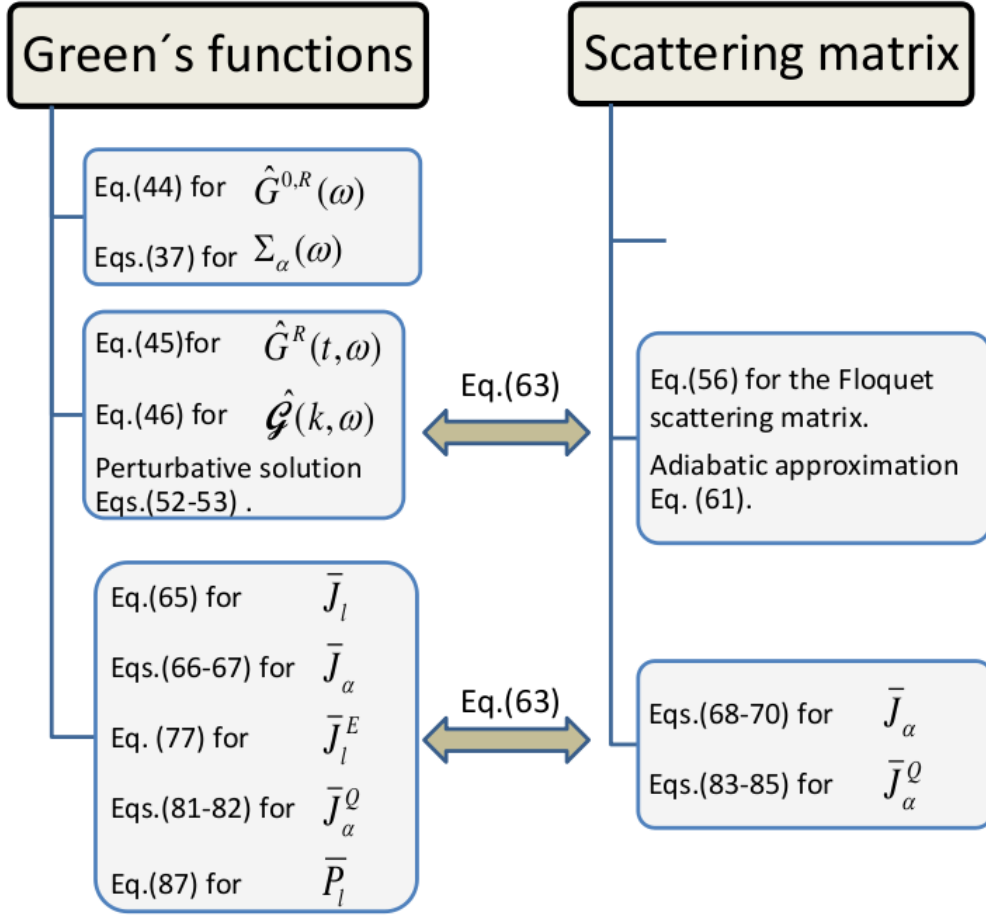 Green´s functions
Scattering matrix
Eq.(44) for Ĝ^{0,R}(ω)
Eqs.(37) for Σ_α(ω)
Eq.(45)for Ĝ^R(t,ω)
Eq.(46) for 𝓖̂(k,ω)
Perturbative solution
Eqs.(52-53) .
Eq.(63)
Eq.(56) for the Floquet
scattering matrix.
Adiabatic approximation
Eq. (61).
Eq.(65) for J̄_l
Eqs.(66-67) for J̄_α
Eq. (77) for J̄_l^E
Eqs.(81-82) for J̄_α^Q
Eq.(87) for P̄_l
Eq.(63)
Eqs.(68-70) for J̄_α
Eqs.(83-85) for J̄_α^Q